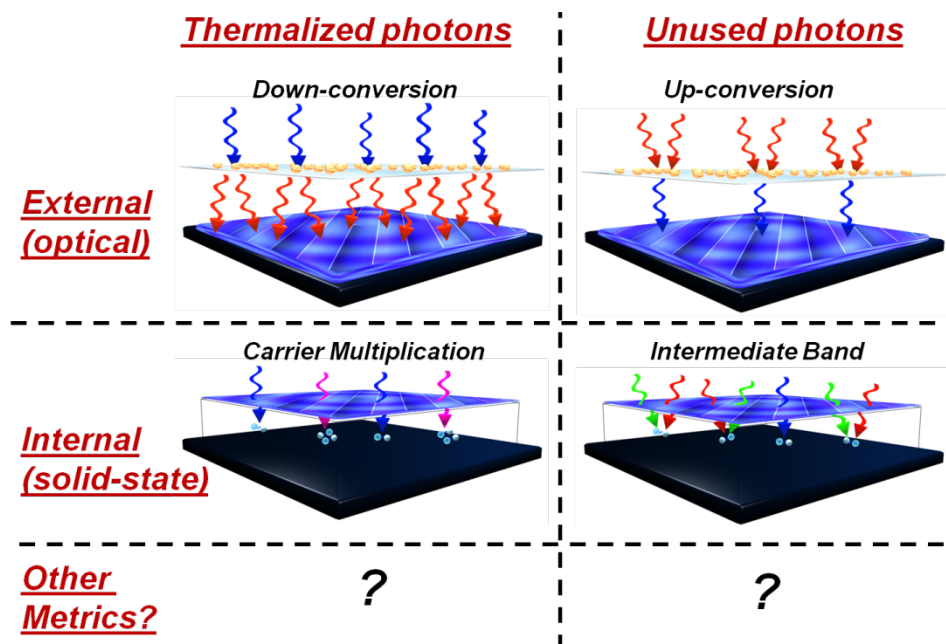 Thermalized photons
Unused photons
Down-conversion
Up-conversion
External
(optical)
Carrier Multiplication
Intermediate Band
Internal
(solid-state)
Other
Metrics?
?
?